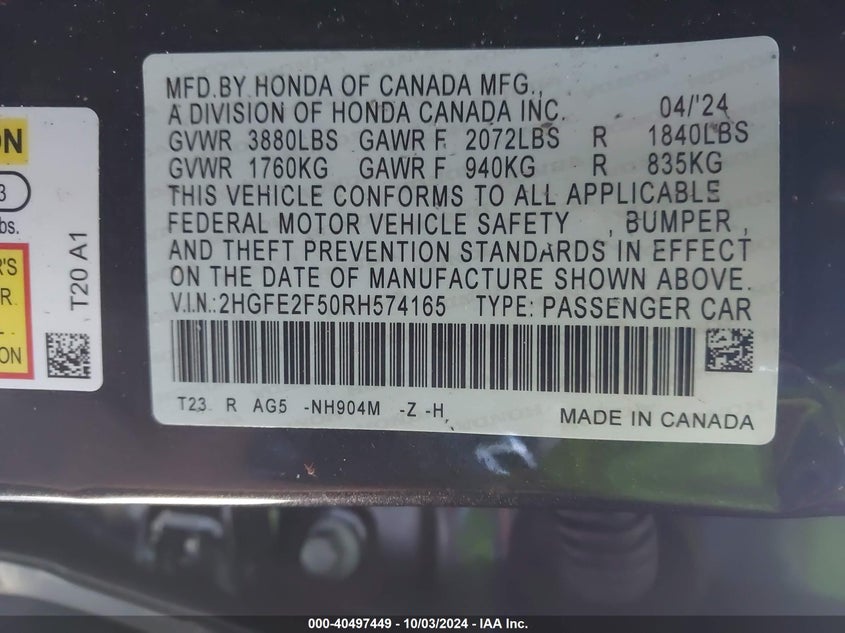 MFD.BY HONDA OF CANADA MFG.,
A DIVISION OF HONDA CANADA INC. 04/'24
GVWR 3880LBS GAWR F 2072LBS R 1840LBS
GVWR 1760KG GAWR F 940KG R 835KG
THIS VEHICLE CONFORMS TO ALL APPLICABLE
FEDERAL MOTOR VEHICLE SAFETY , BUMPER ,
AND THEFT PREVENTION STANDARDS IN EFFECT
ON THE DATE OF MANUFACTURE SHOWN ABOVE.
V.I.N.:2HGFE2F50RH574165 TYPE: PASSENGER CAR
T23 R AG5 -NH904M -Z -H
MADE IN CANADA
T20 A1
000-40497449 - 10/03/2024 - IAA Inc.